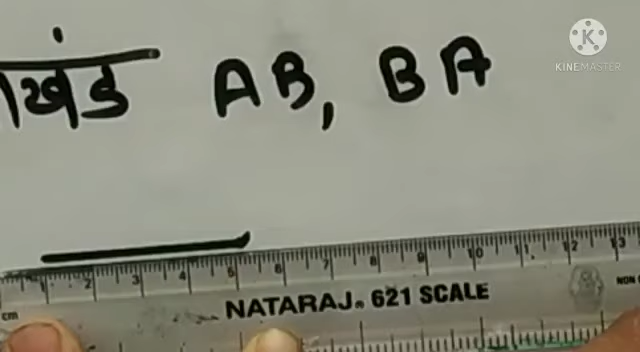 ाखंड AB, BA
KINEMASTER
2 3 4 5 6 7 8 9 10 11 12 13
NATARAJ® 621 SCALE
NON
cm